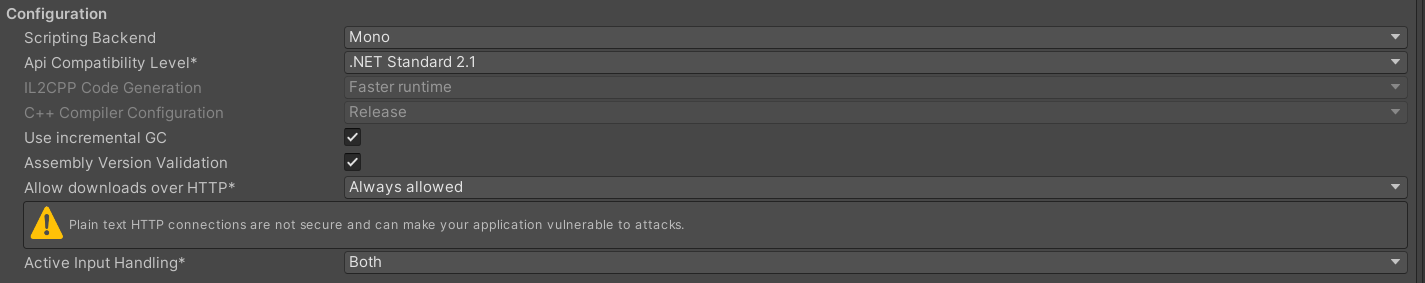 Configuration
Scripting Backend Mono
Api Compatibility Level* .NET Standard 2.1
IL2CPP Code Generation Faster runtime
C++ Compiler Configuration Release
Use incremental GC
Assembly Version Validation
Allow downloads over HTTP* Always allowed
Plain text HTTP connections are not secure and can make your application vulnerable to attacks.
Active Input Handling* Both